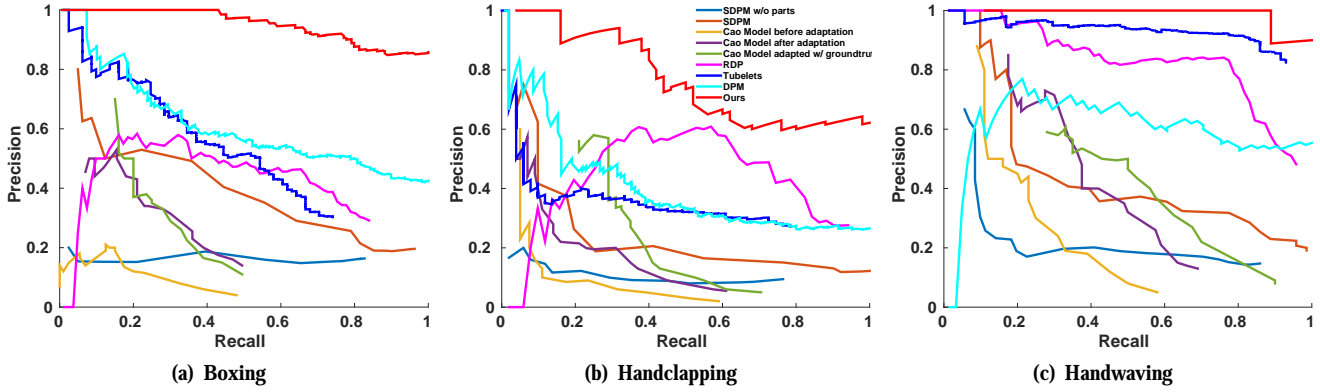 1
0.8
0.6
0.4
0.2
0
0 0.2 0.4 0.6 0.8 1
Precision
Recall
(a) Boxing
1
0.8
0.6
0.4
0.2
0
0 0.2 0.4 0.6 0.8 1
Precision
Recall
SDPM w/o parts
SDPM
Cao Model before adaptation
Cao Model after adaptation
Cao Model adapted w/ groundtrut
RDP
Tubelets
DPM
Ours
(b) Handclapping
1
0.8
0.6
0.4
0.2
0
0 0.2 0.4 0.6 0.8 1
Precision
Recall
(c) Handwaving